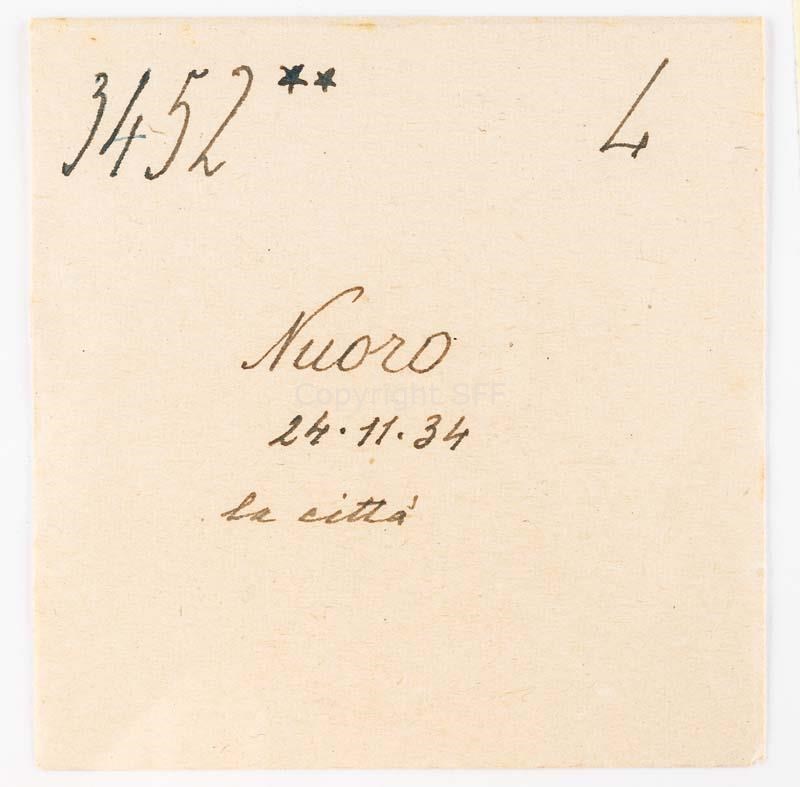 3452** 4
Nuoro
Copyright SFF
24.11.34
la città